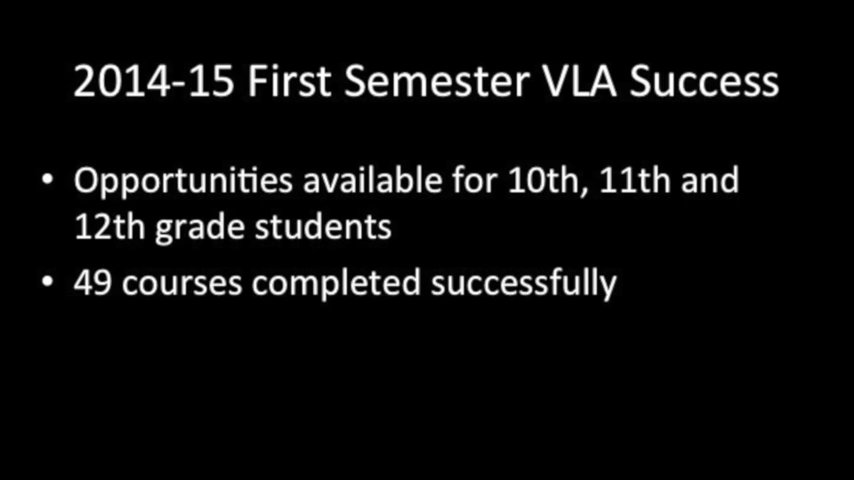 2014-15 First Semester VLA Success
• Opportunities available for 10th, 11th and
12th grade students
• 49 courses completed successfully